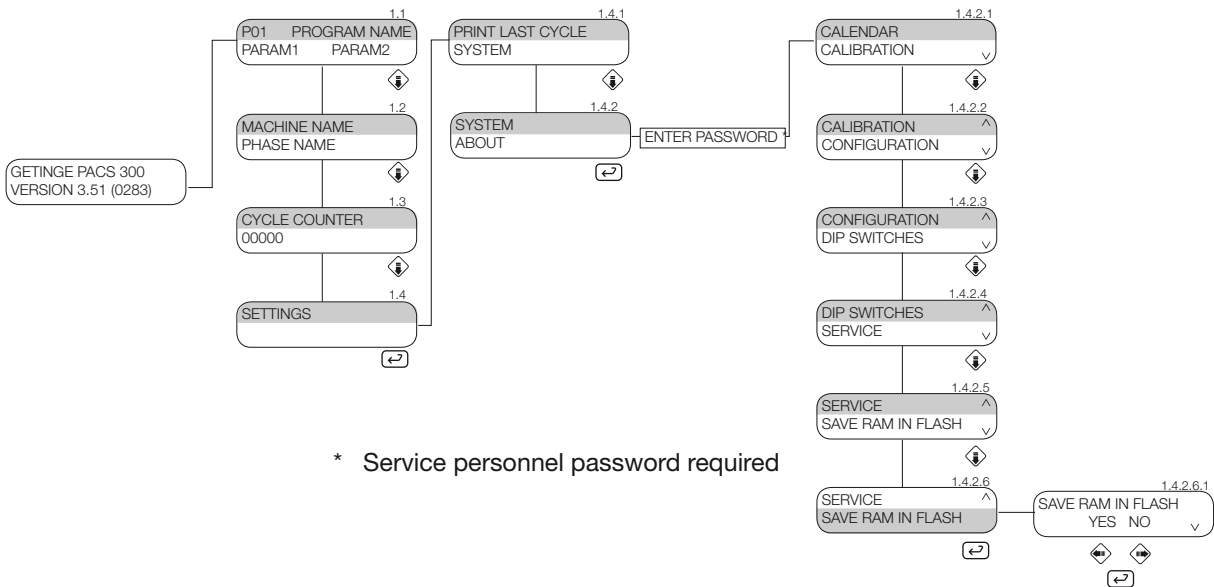 GETINGE PACS 300
VERSION 3.51 (0283)
1.1
P01 PROGRAM NAME
PARAM1 PARAM2
1.2
MACHINE NAME
PHASE NAME
1.3
CYCLE COUNTER
00000
1.4
SETTINGS
1.4.1
PRINT LAST CYCLE
SYSTEM
1.4.2
SYSTEM
ABOUT
ENTER PASSWORD *
1.4.2.1
CALENDAR
CALIBRATION
1.4.2.2
CALIBRATION
CONFIGURATION
1.4.2.3
CONFIGURATION
DIP SWITCHES
1.4.2.4
DIP SWITCHES
SERVICE
1.4.2.5
SERVICE
SAVE RAM IN FLASH
1.4.2.6
SERVICE
SAVE RAM IN FLASH
1.4.2.6.1
SAVE RAM IN FLASH
YES NO
* Service personnel password required